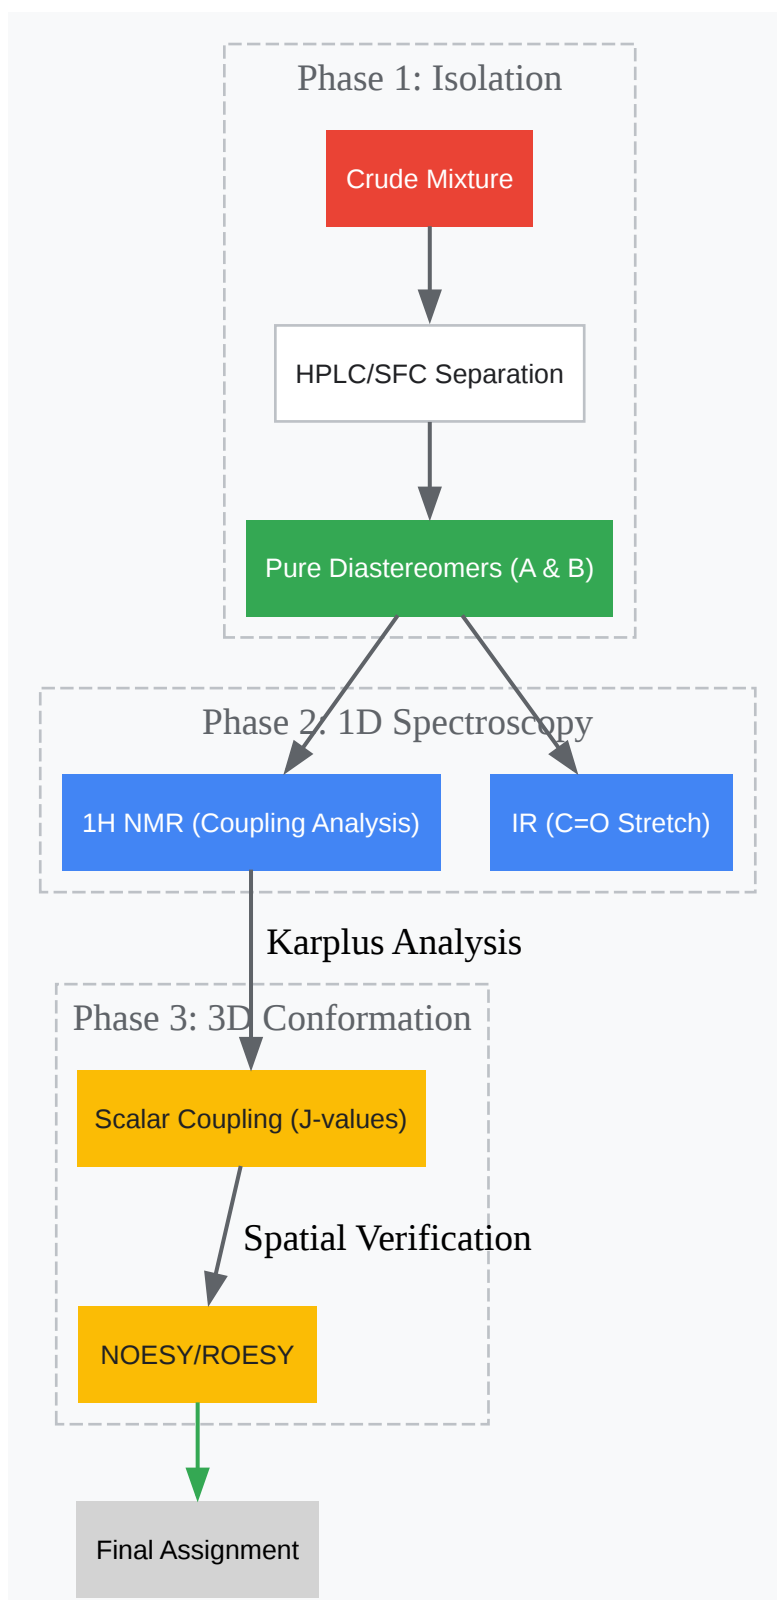 Phase 1: Isolation
Crude Mixture
HPLC/SFC Separation
Pure Diastereomers (A & B)
Phase 2: 1D Spectroscopy
1H NMR (Coupling Analysis)
IR (C=O Stretch)
Karplus Analysis
Phase 3: 3D Conformation
Scalar Coupling (J-values)
Spatial Verification
NOESY/ROESY
Final Assignment